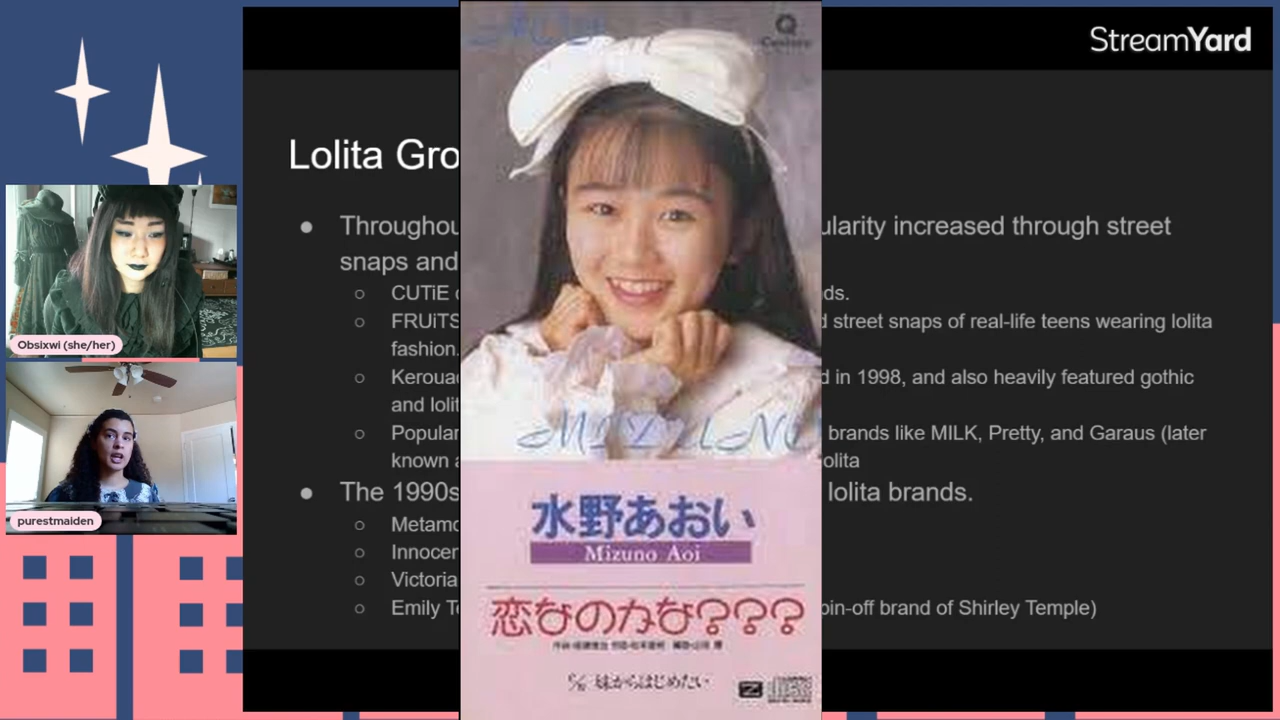 StreamYard
Lolita Gro
Throughou
ularity increased through street
snaps and
CUTiE
ds.
FRUiTS
d street snaps of real-life teens wearing lolita
fashion.
Keroua
d in 1998, and also heavily featured gothic
and lolit
Popular
brands like MILK, Pretty, and Garaus (later
known
olita
The 1990s
lolita brands.
Metamo
Innocen
Victoria
Emily Te
pin-off brand of Shirley Temple)
Obsixwi (she/her)
purestmaiden
水野あおい
Mizuno Aoi
恋なのかな???
妹からはじめたい